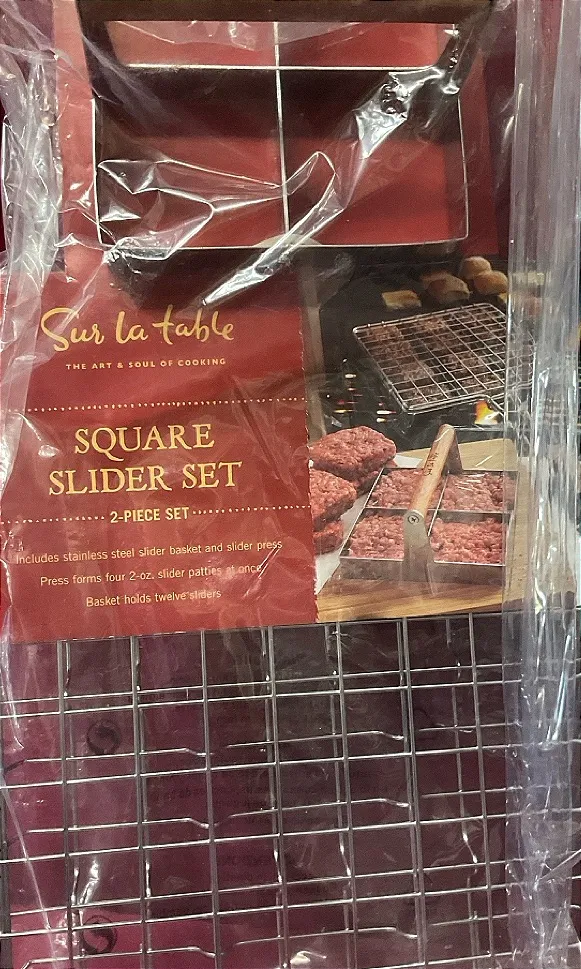 Sur la table
THE ART & SOUL OF COOKING
SQUARE
SLIDER SET
2-PIECE SET
Includes stainless steel slider basket and slider press
Press forms four 2-oz. slider patties at once
Basket holds twelve sliders